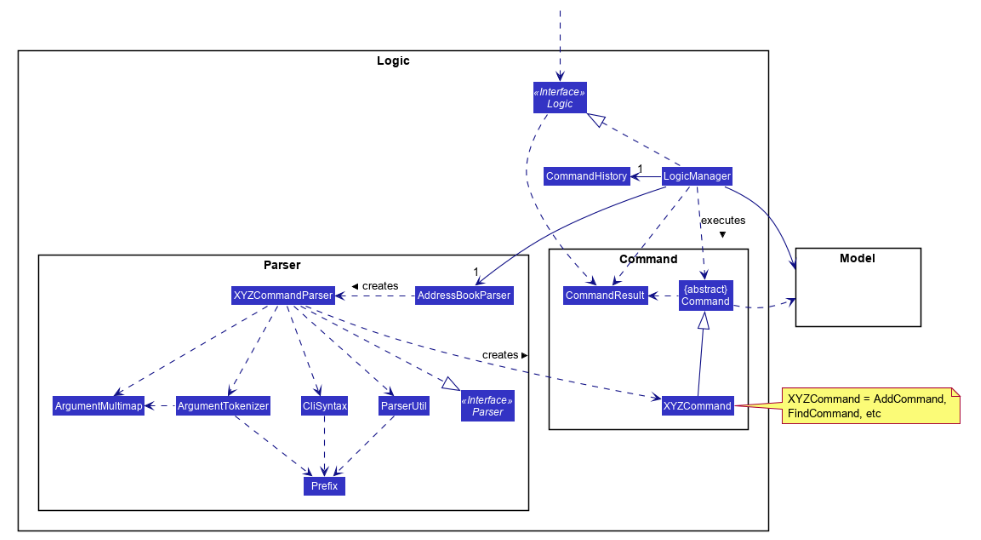 Logic
«Interface»
Logic
CommandHistory
1
LogicManager
executes
▼
Parser
Command
Model
1
XYZCommandParser
◄ creates
AddressBookParser
CommandResult
{abstract}
Command
creates ►
ArgumentMultimap
ArgumentTokenizer
CliSyntax
ParserUtil
«Interface»
Parser
XYZCommand
XYZCommand = AddCommand,
FindCommand, etc
Prefix